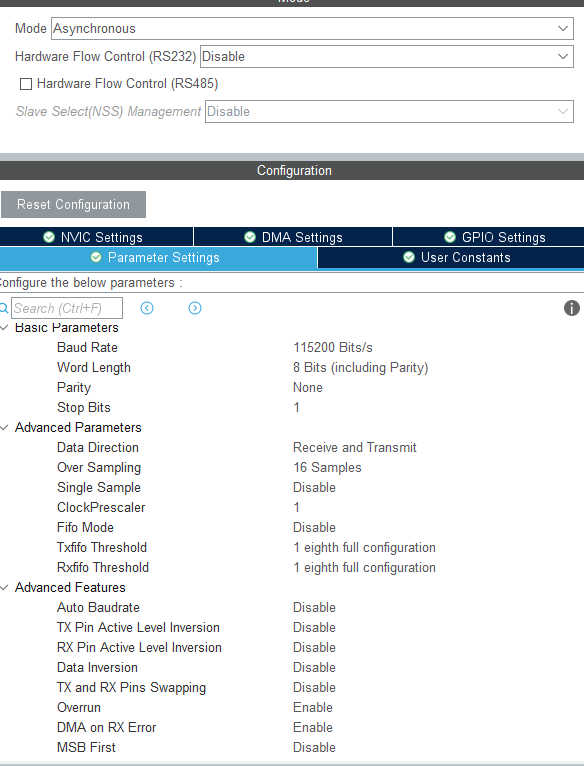 Mode
Mode Asynchronous
Hardware Flow Control (RS232) Disable
Hardware Flow Control (RS485)
Slave Select(NSS) Management Disable
Configuration
Reset Configuration
NVIC Settings DMA Settings GPIO Settings
Parameter Settings User Constants
Configure the below parameters :
Search (Ctrl+F)
Basic Parameters
Baud Rate 115200 Bits/s
Word Length 8 Bits (including Parity)
Parity None
Stop Bits 1
Advanced Parameters
Data Direction Receive and Transmit
Over Sampling 16 Samples
Single Sample Disable
ClockPrescaler 1
Fifo Mode Disable
Txfifo Threshold 1 eighth full configuration
Rxfifo Threshold 1 eighth full configuration
Advanced Features
Auto Baudrate Disable
TX Pin Active Level Inversion Disable
RX Pin Active Level Inversion Disable
Data Inversion Disable
TX and RX Pins Swapping Disable
Overrun Enable
DMA on RX Error Enable
MSB First Disable